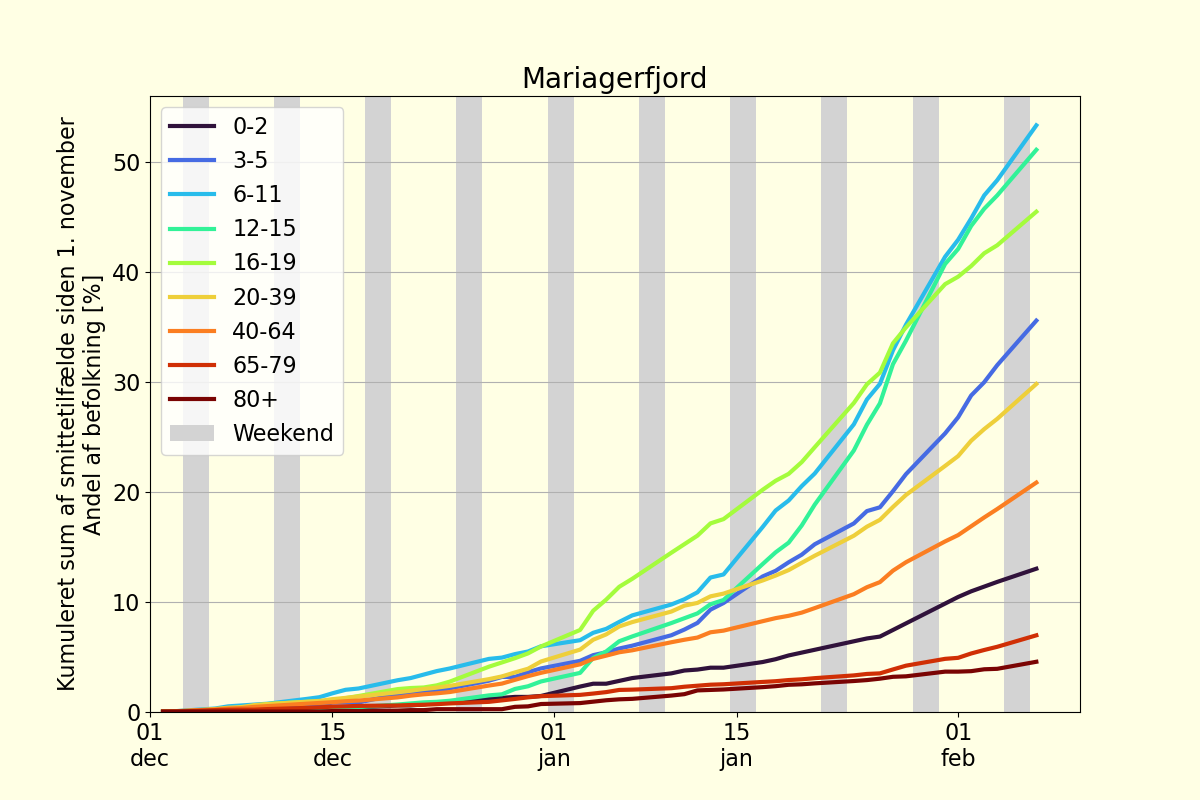 Mariagerfjord
Kumuleret sum af smittetilfælde siden 1. november
Andel af befolkning [%]
50
40
30
20
10
0
0-2
3-5
6-11
12-15
16-19
20-39
40-64
65-79
80+
Weekend
01
dec
15
dec
01
jan
15
jan
01
feb